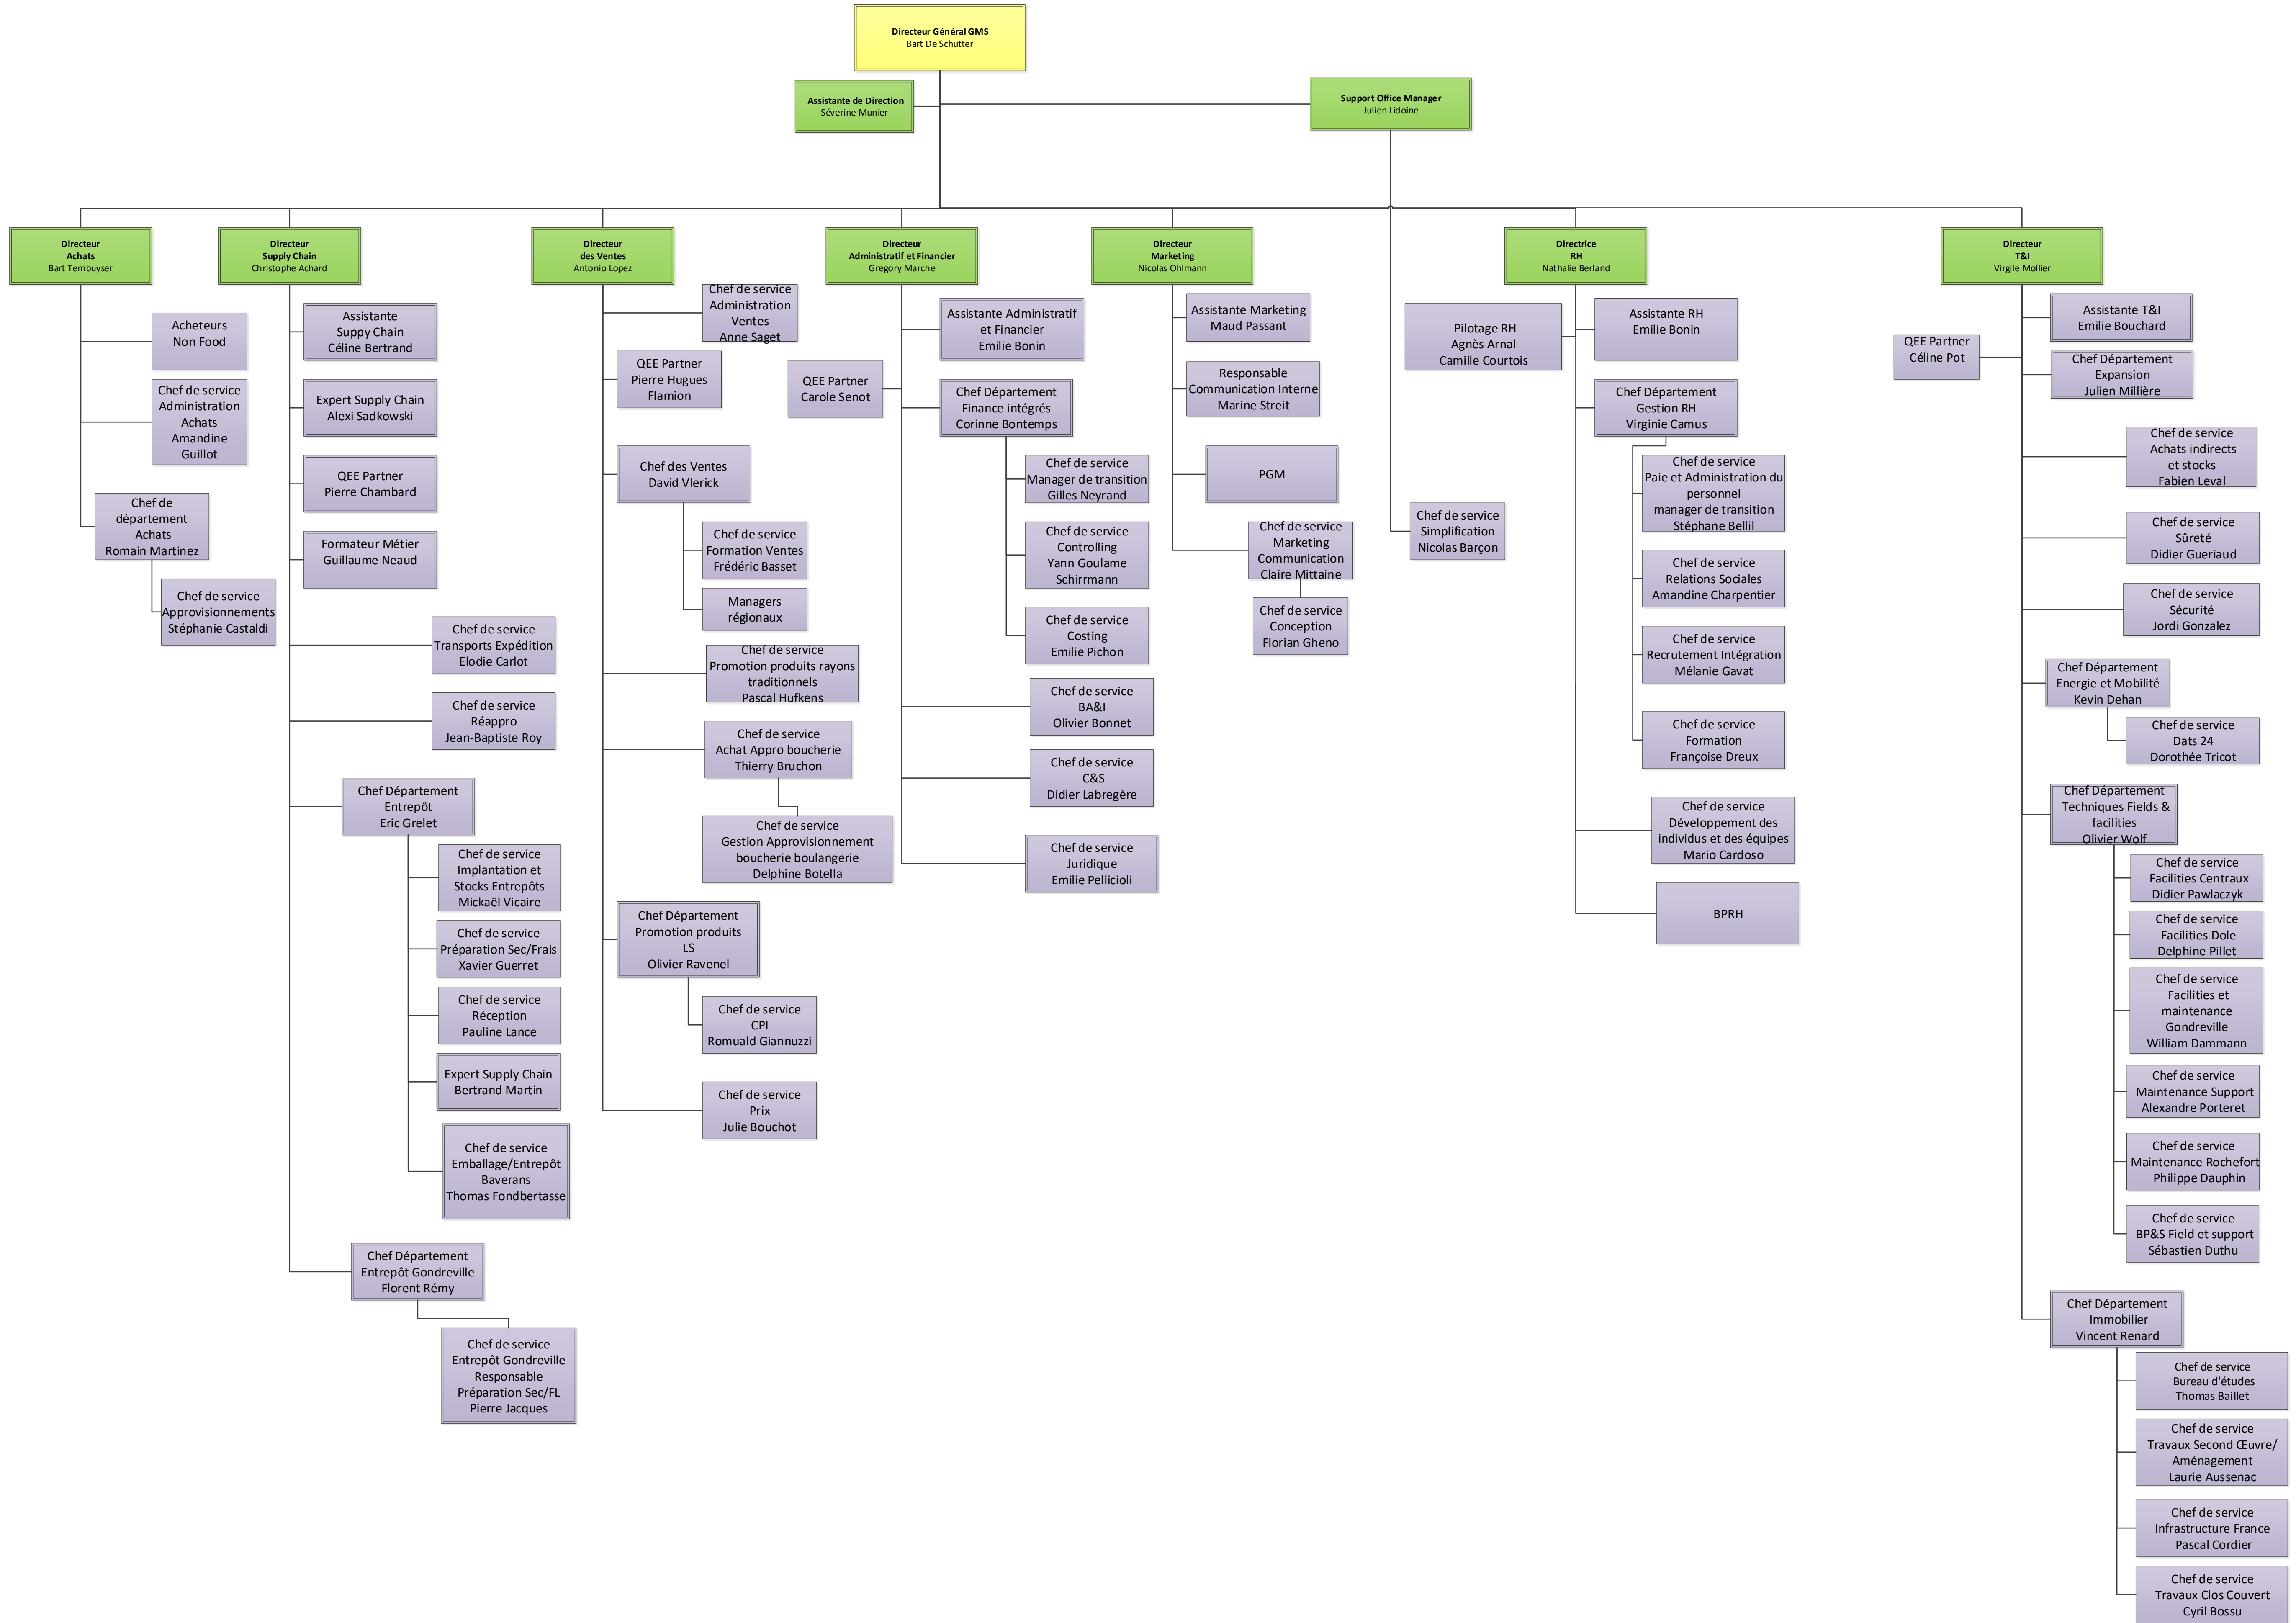 Directeur Général GMS
Bart De Schutter
Assistante de Direction
Séverine Munier
Support Office Manager
Julien Lidoine
Directeur
Achats
Bart Tembuyser
Acheteurs
Non Food
Chef de service
Administration
Achats
Amandine
Guillot
Chef de
département
Achats
Romain Martinez
Chef de service
Approvisionnements
Stéphanie Castaldi
Directeur
Supply Chain
Christophe Achard
Assistante
Suppy Chain
Céline Bertrand
Expert Supply Chain
Alexi Sadkowski
QEE Partner
Pierre Chambard
Formateur Métier
Guillaume Neaud
Chef de service
Transports Expédition
Elodie Carlot
Chef de service
Réappro
Jean-Baptiste Roy
Chef Département
Entrepôt
Eric Grelet
Chef de service
Implantation et
Stocks Entrepôts
Mickaël Vicaire
Chef de service
Préparation Sec/Frais
Xavier Guerret
Chef de service
Réception
Pauline Lance
Expert Supply Chain
Bertrand Martin
Chef de service
Emballage/Entrepôt
Baverans
Thomas Fondbertasse
Chef Département
Entrepôt Gondreville
Florent Rémy
Chef de service
Entrepôt Gondreville
Responsable
Préparation Sec/FL
Pierre Jacques
Directeur
des Ventes
Antonio Lopez
Chef de service
Administration
Ventes
Anne Saget
QEE Partner
Pierre Hugues
Flamion
Chef des Ventes
David Vlerick
Chef de service
Formation Ventes
Frédéric Basset
Managers
régionaux
Chef de service
Promotion produits rayons
traditionnels
Pascal Hufkens
Chef de service
Achat Appro boucherie
Thierry Bruchon
Chef de service
Gestion Approvisionnement
boucherie boulangerie
Delphine Botella
Chef Département
Promotion produits
LS
Olivier Ravenel
Chef de service
CPI
Romuald Giannuzzi
Chef de service
Prix
Julie Bouchot
Directeur
Administratif et Financier
Gregory Marche
Assistante Administratif
et Financier
Emilie Bonin
QEE Partner
Carole Senot
Chef Département
Finance intégrés
Corinne Bontemps
Chef de service
Manager de transition
Gilles Neyrand
Chef de service
Controlling
Yann Goulame
Schirrmann
Chef de service
Costing
Emilie Pichon
Chef de service
BA&I
Olivier Bonnet
Chef de service
C&S
Didier Labregère
Chef de service
Juridique
Emilie Pellicioli
Directeur
Marketing
Nicolas Ohlmann
Assistante Marketing
Maud Passant
Responsable
Communication Interne
Marine Streit
PGM
Chef de service
Marketing
Communication
Claire Mittaine
Chef de service
Conception
Florian Gheno
Chef de service
Simplification
Nicolas Barçon
Directrice
RH
Nathalie Berland
Pilotage RH
Agnès Arnal
Camille Courtois
Assistante RH
Emilie Bonin
Chef Département
Gestion RH
Virginie Camus
Chef de service
Paie et Administration du
personnel
manager de transition
Stéphane Bellil
Chef de service
Relations Sociales
Amandine Charpentier
Chef de service
Recrutement Intégration
Mélanie Gavat
Chef de service
Formation
Françoise Dreux
Chef de service
Développement des
individus et des équipes
Mario Cardoso
BPRH
Directeur
T&I
Virgile Mollier
Assistante T&I
Emilie Bouchard
QEE Partner
Céline Pot
Chef Département
Expansion
Julien Millière
Chef de service
Achats indirects
et stocks
Fabien Leval
Chef de service
Sûreté
Didier Gueriaud
Chef de service
Sécurité
Jordi Gonzalez
Chef Département
Energie et Mobilité
Kevin Dehan
Chef de service
Dats 24
Dorothée Tricot
Chef Département
Techniques Fields &
facilities
Olivier Wolf
Chef de service
Facilities Centraux
Didier Pawlaczyk
Chef de service
Facilities Dole
Delphine Pillet
Chef de service
Facilities et
maintenance
Gondreville
William Dammann
Chef de service
Maintenance Support
Alexandre Porteret
Chef de service
Maintenance Rochefort
Philippe Dauphin
Chef de service
BP&S Field et support
Sébastien Duthu
Chef Département
Immobilier
Vincent Renard
Chef de service
Bureau d'études
Thomas Baillet
Chef de service
Travaux Second Œuvre/
Aménagement
Laurie Aussenac
Chef de service
Infrastructure France
Pascal Cordier
Chef de service
Travaux Clos Couvert
Cyril Bossu